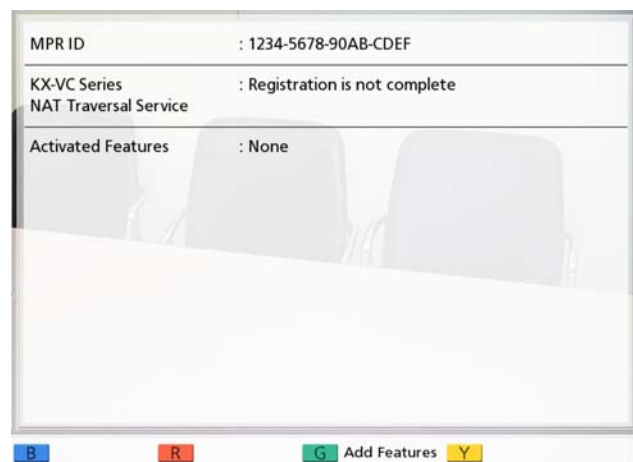 MPR ID : 1234-5678-90AB-CDEF
KX-VC Series : Registration is not complete
NAT Traversal Service
Activated Features : None
B R G Add Features Y